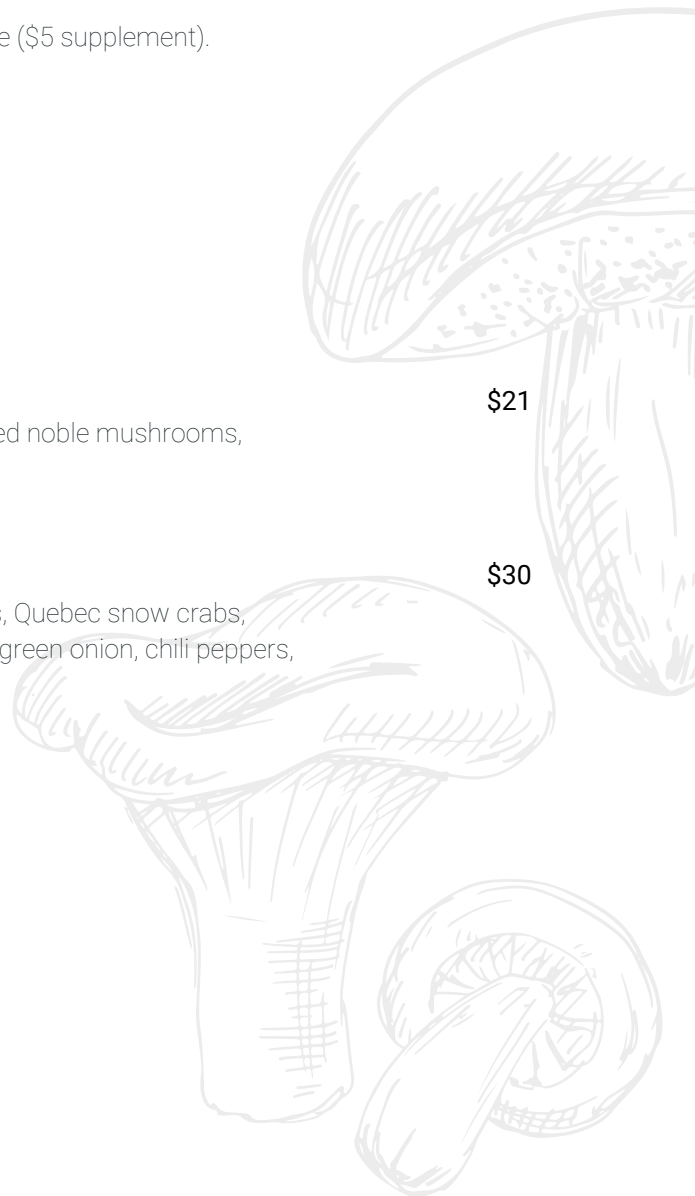 e ($5 supplement).
$21
ed noble mushrooms,
$30
s, Quebec snow crabs,
green onion, chili peppers,